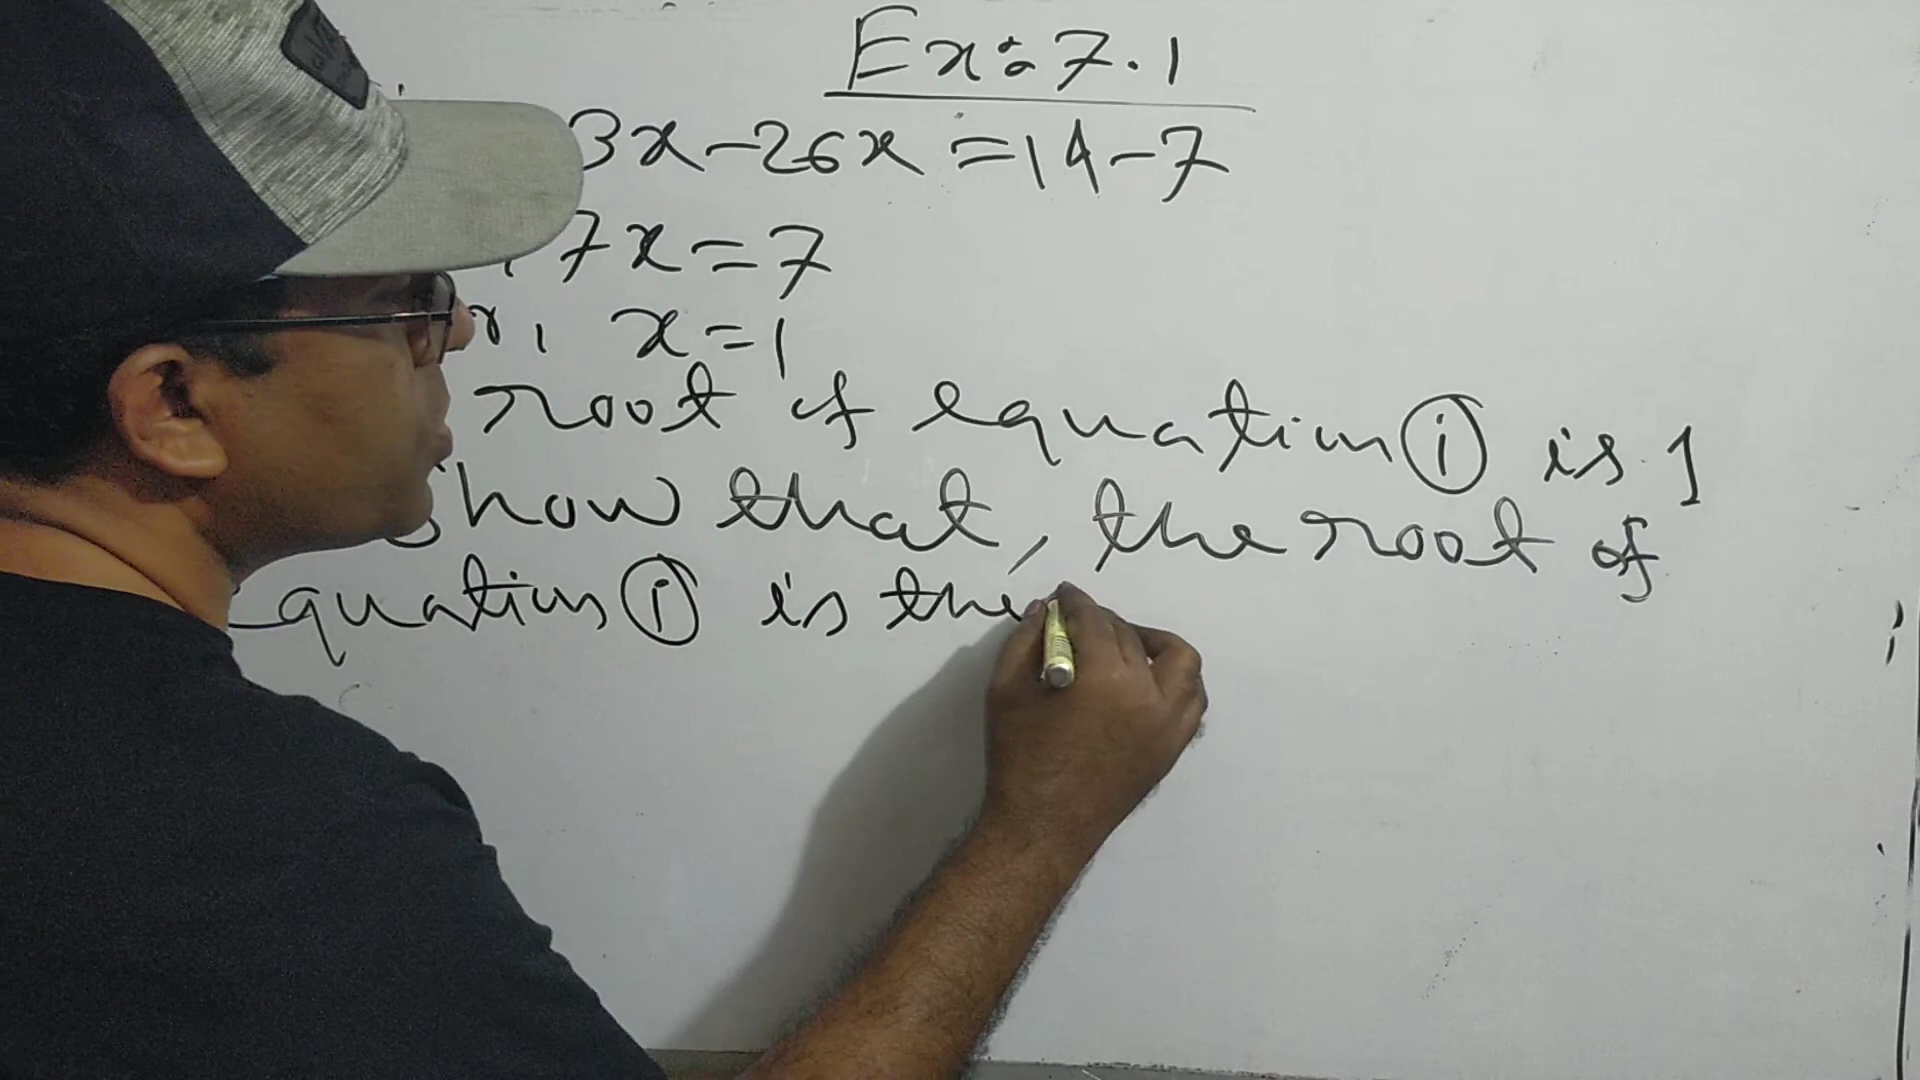 Ex: 7.1
3x-26x=14-7
7x=7
x=1
root of equation (i) is 1
Show that, the root of
equation (i) is the